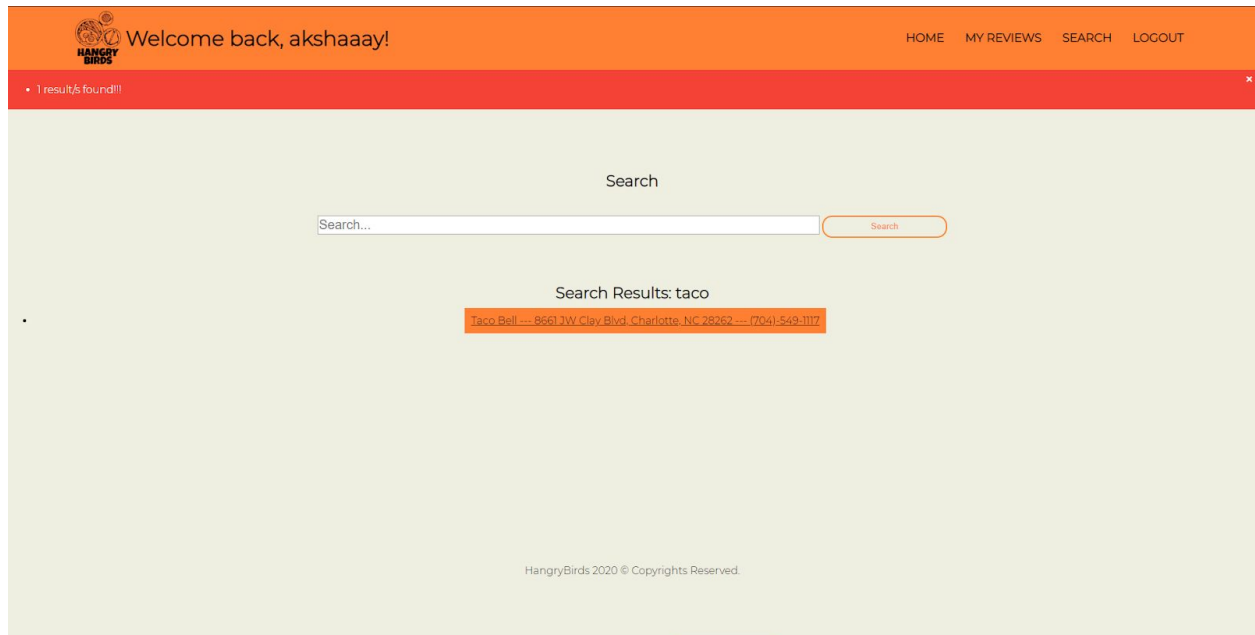 HANGRY
BIRDS
Welcome back, akshaaay!
HOME MY REVIEWS SEARCH LOGOUT
• 1 result/s found!!!
×
Search
Search... Search
Search Results: taco
• Taco Bell --- 8661 JW Clay Blvd, Charlotte, NC 28262 --- (704)-549-1117
HangryBirds 2020 © Copyrights Reserved.